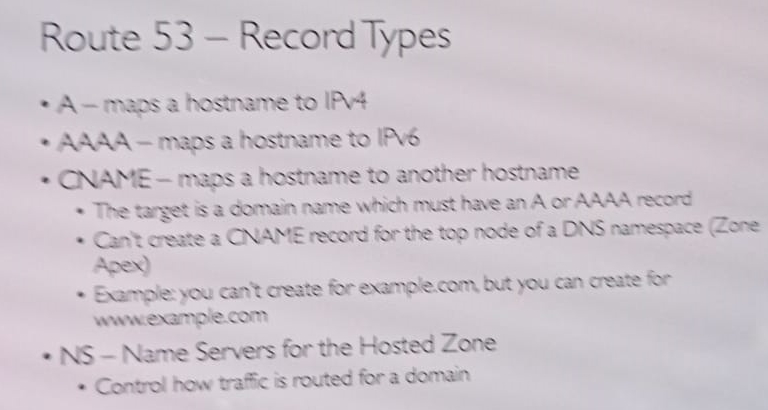 Route 53 – Record Types
• A – maps a hostname to IPv4
• AAAA – maps a hostname to IPv6
• CNAME – maps a hostname to another hostname
• The target is a domain name which must have an A or AAAA record
• Can't create a CNAME record for the top node of a DNS namespace (Zone
Apex)
• Example: you can't create for example.com, but you can create for
www.example.com
• NS – Name Servers for the Hosted Zone
• Control how traffic is routed for a domain